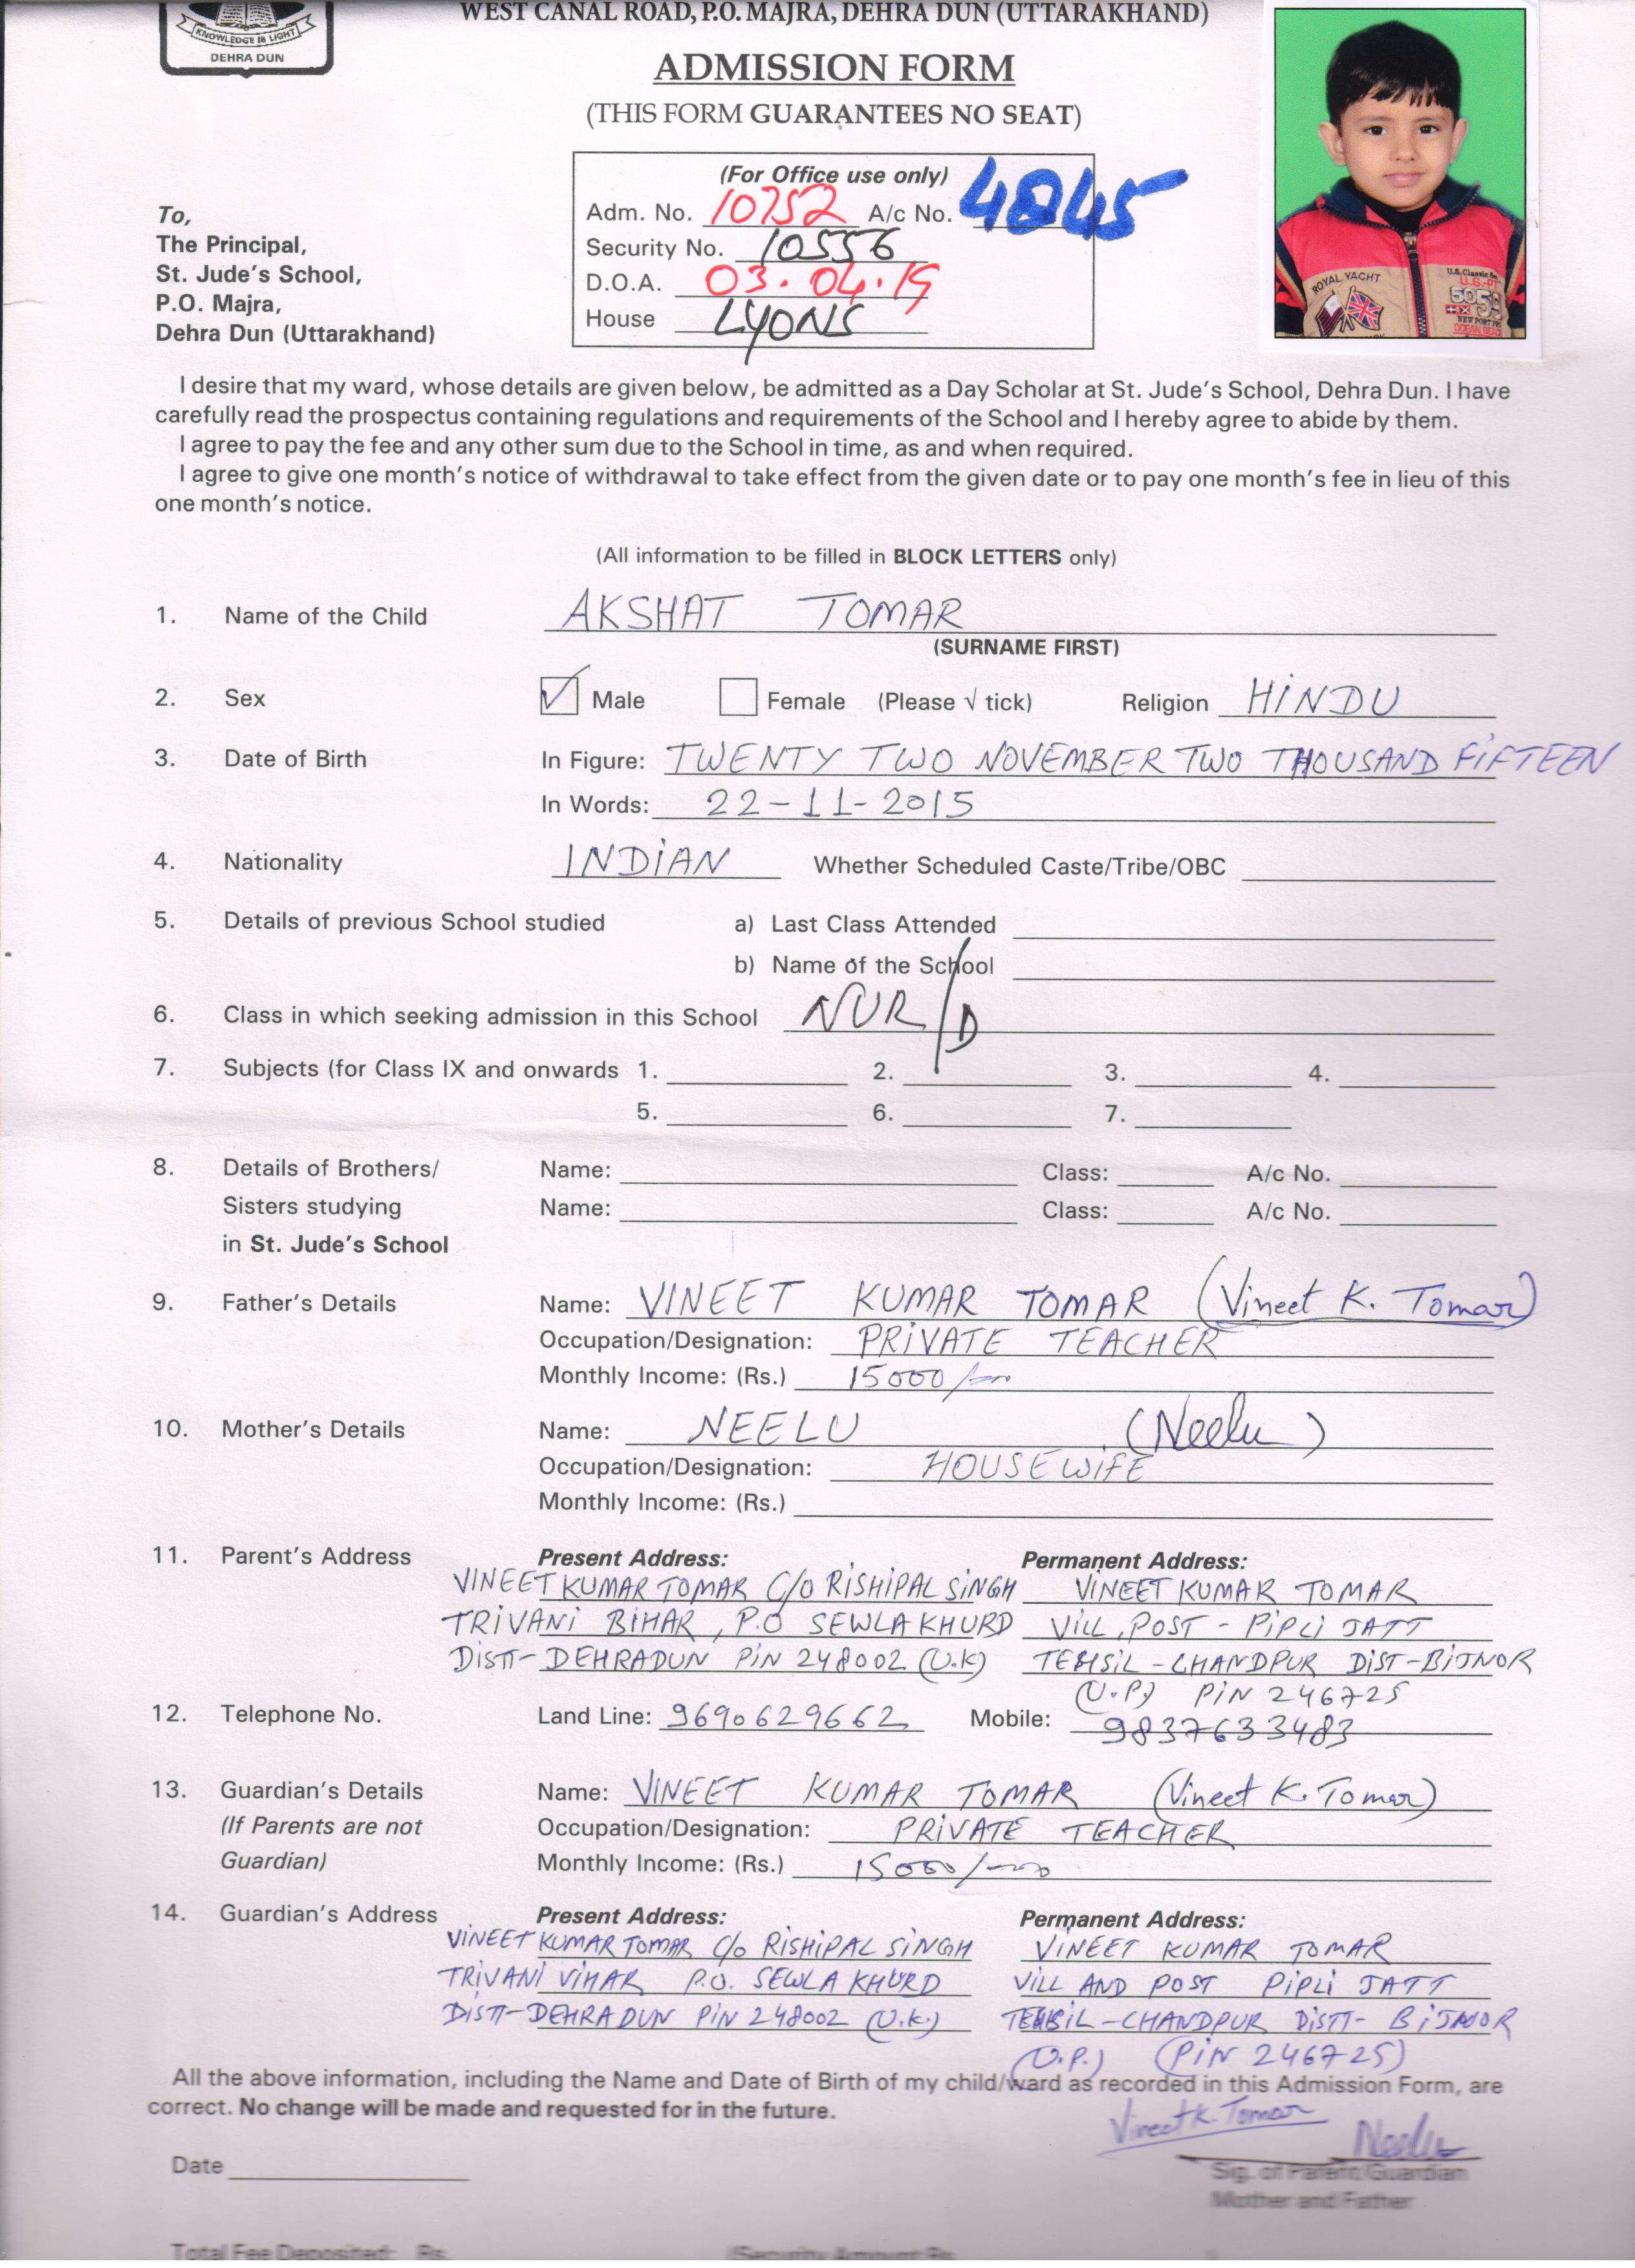 KNOWLEDGE IS LIGHT
DEHRA DUN
WEST CANAL ROAD, P.O. MAJRA, DEHRA DUN (UTTARAKHAND)
ADMISSION FORM
(THIS FORM GUARANTEES NO SEAT)
(For Office use only)
Adm. No. 10752 A/c No. 4845
Security No. 10556
D.O.A. 03.04.19
House LYONS
To,
The Principal,
St. Jude's School,
P.O. Majra,
Dehra Dun (Uttarakhand)
ROYAL YACHT
I desire that my ward, whose details are given below, be admitted as a Day Scholar at St. Jude's School, Dehra Dun. I have
carefully read the prospectus containing regulations and requirements of the School and I hereby agree to abide by them.
I agree to pay the fee and any other sum due to the School in time, as and when required.
I agree to give one month's notice of withdrawal to take effect from the given date or to pay one month's fee in lieu of this
one month's notice.
(All information to be filled in BLOCK LETTERS only)
1. Name of the Child AKSHAT TOMAR
(SURNAME FIRST)
2. Sex ✓ Male Female (Please √ tick) Religion HINDU
3. Date of Birth In Figure: TWENTY TWO NOVEMBER TWO THOUSAND FIFTEEN
In Words: 22-11-2015
4. Nationality INDIAN Whether Scheduled Caste/Tribe/OBC
5. Details of previous School studied a) Last Class Attended
b) Name of the School
6. Class in which seeking admission in this School NUR/D
7. Subjects (for Class IX and onwards 1. 2. 3. 4.
5. 6. 7.
8. Details of Brothers/ Name: Class: A/c No.
Sisters studying Name: Class: A/c No.
in St. Jude's School
9. Father's Details Name: VINEET KUMAR TOMAR (Vineet K. Tomar)
Occupation/Designation: PRIVATE TEACHER
Monthly Income: (Rs.) 15000/
10. Mother's Details Name: NEELU (Neelu)
Occupation/Designation: HOUSEWIFE
Monthly Income: (Rs.)
11. Parent's Address Present Address: Permanent Address:
VINEET KUMAR TOMAR C/O RISHIPAL SINGH VINEET KUMAR TOMAR
TRIVANI BIHAR, P.O SEWLA KHURD VILL, POST - PIPLI JATT
DISTT- DEHRADUN PIN 248002 (U.K) TEHSIL - CHANDPUR DIST-BIJNOR
(U.P.) PIN 246725
12. Telephone No. Land Line: 9690629662 Mobile: 9837633483
13. Guardian's Details Name: VINEET KUMAR TOMAR (Vineet K. Tomar)
(If Parents are not Occupation/Designation: PRIVATE TEACHER
Guardian) Monthly Income: (Rs.) 15000/
14. Guardian's Address Present Address: Permanent Address:
VINEET KUMAR TOMAR C/o RISHIPAL SINGH VINEET KUMAR TOMAR
TRIVANI VIHAR P.O. SEWLA KHURD VILL AND POST PIPLI JATT
DISTT-DEHRADUN PIN 248002 (U.K.) TEHSIL-CHANDPUR DISTT- BIJNOR
(U.P.) (PIN 246725)
All the above information, including the Name and Date of Birth of my child/ward as recorded in this Admission Form, are
correct. No change will be made and requested for in the future.
Vineet K. Tomar Neelu
Date Sig. of Parent/Guardian
Mother and Father
Total Fee Deposited: Rs. (Security Amount Rs.